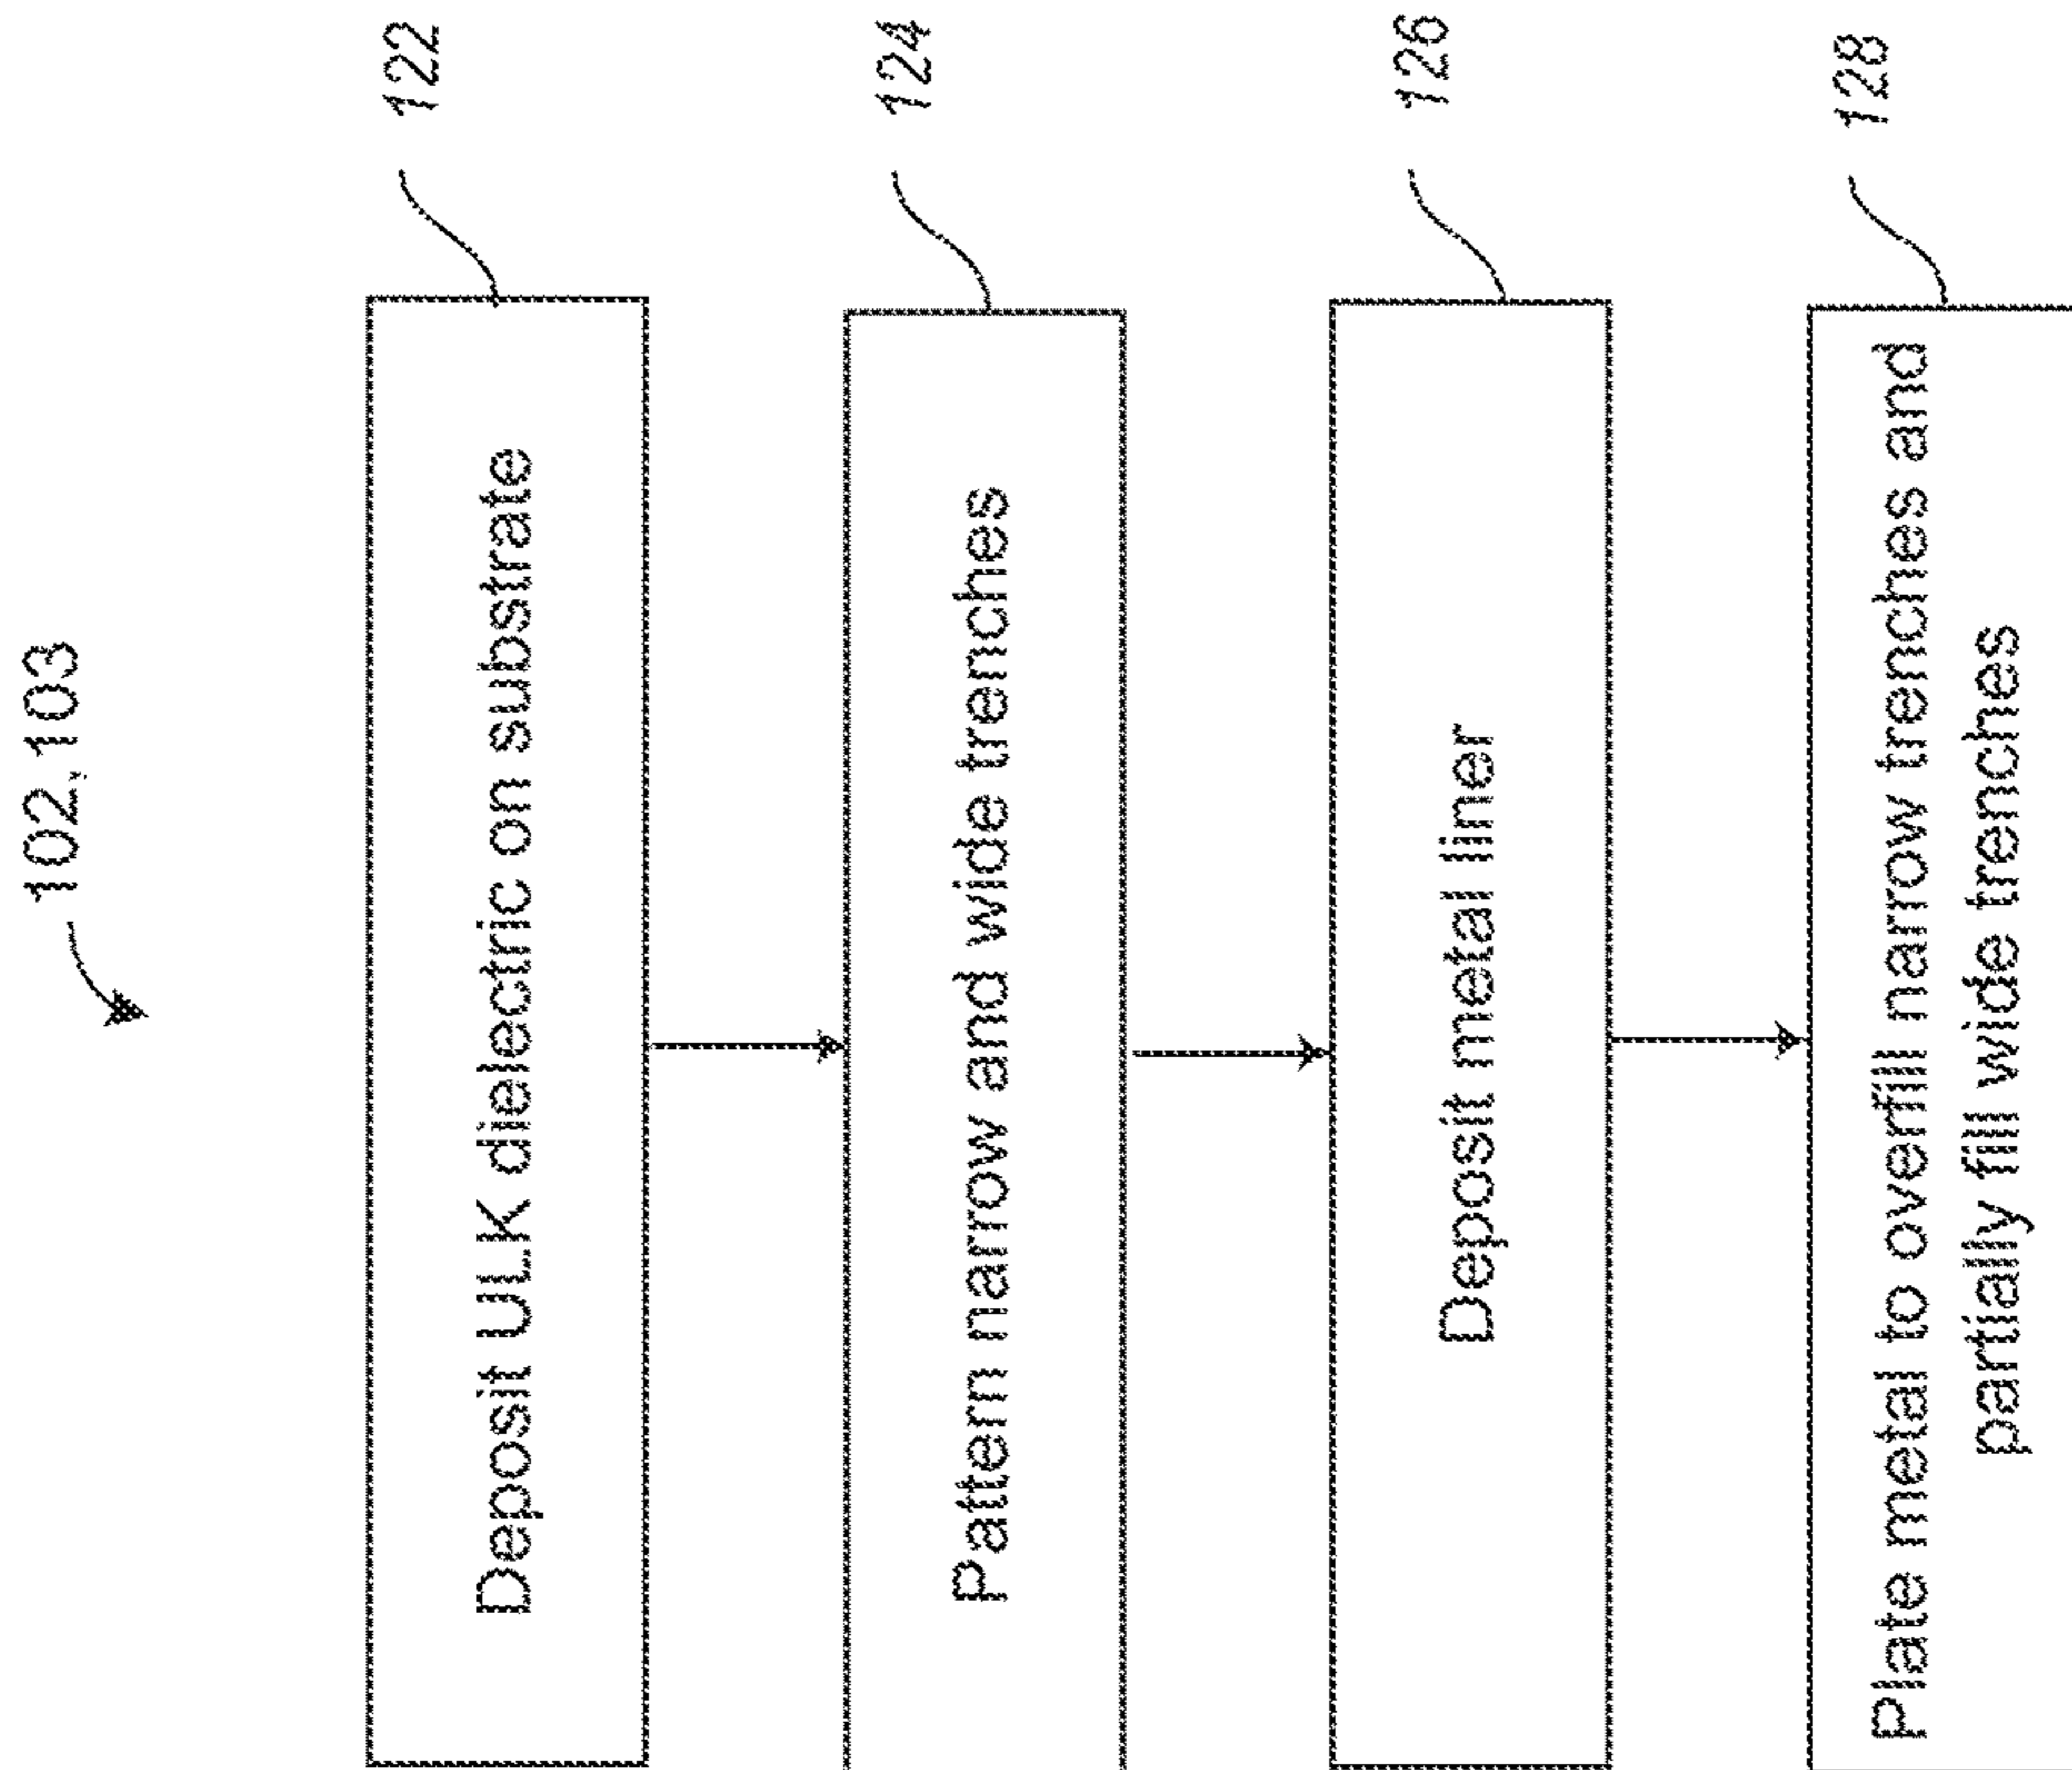 102,103
122
Deposit ULK dielectric on substrate
124
Pattern narrow and wide trenches
126
Deposit metal liner
128
Plate metal to overfill narrow trenches and
partially fill wide trenches